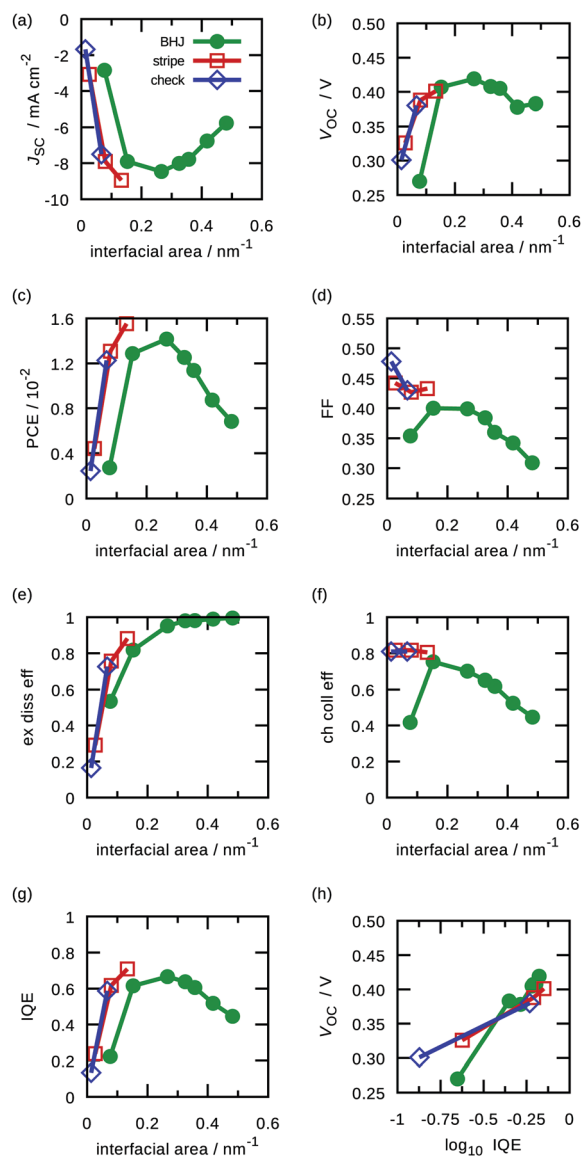 (a)
BHJ
stripe
check
0
-2
-4
-6
-8
-10
J_SC / mA cm^-2
0 0.2 0.4 0.6
interfacial area / nm^-1
(b)
0.50
0.45
0.40
0.35
0.30
0.25
V_OC / V
0 0.2 0.4 0.6
interfacial area / nm^-1
(c)
1.6
1.2
0.8
0.4
0
PCE / 10^-2
0 0.2 0.4 0.6
interfacial area / nm^-1
(d)
0.55
0.50
0.45
0.40
0.35
0.30
0.25
FF
0 0.2 0.4 0.6
interfacial area / nm^-1
(e)
1
0.8
0.6
0.4
0.2
0
ex diss eff
0 0.2 0.4 0.6
interfacial area / nm^-1
(f)
1
0.8
0.6
0.4
0.2
0
ch coll eff
0 0.2 0.4 0.6
interfacial area / nm^-1
(g)
1
0.8
0.6
0.4
0.2
0
IQE
0 0.2 0.4 0.6
interfacial area / nm^-1
(h)
0.50
0.45
0.40
0.35
0.30
0.25
V_OC / V
-1 -0.75 -0.5 -0.25 0
log_10 IQE